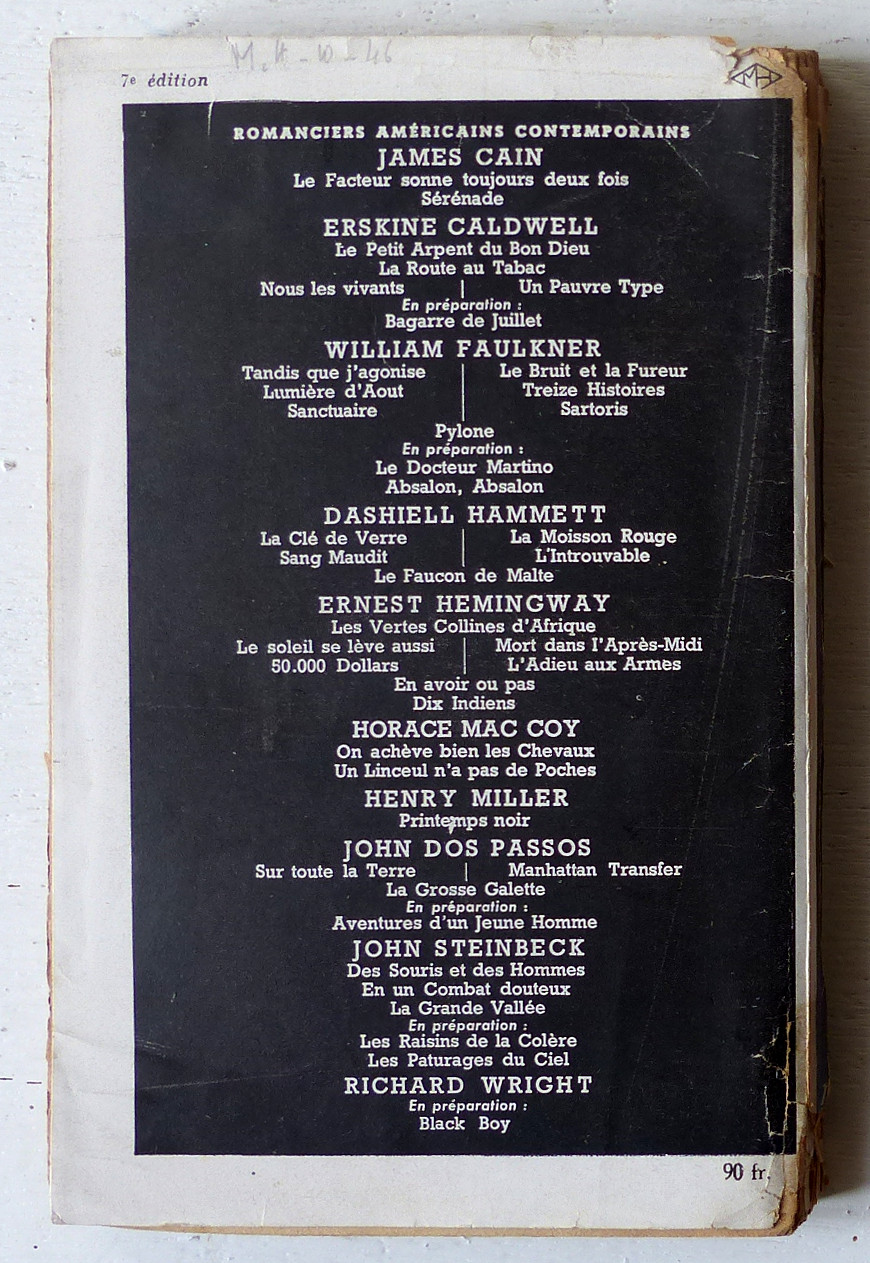 M.H - 10 - 46
7e édition
MH
ROMANCIERS AMÉRICAINS CONTEMPORAINS
JAMES CAIN
Le Facteur sonne toujours deux fois
Sérénade
ERSKINE CALDWELL
Le Petit Arpent du Bon Dieu
La Route au Tabac
Nous les vivants | Un Pauvre Type
En préparation :
Bagarre de Juillet
WILLIAM FAULKNER
Tandis que j'agonise | Le Bruit et la Fureur
Lumière d'Aout | Treize Histoires
Sanctuaire | Sartoris
Pylone
En préparation :
Le Docteur Martino
Absalon, Absalon
DASHIELL HAMMETT
La Clé de Verre | La Moisson Rouge
Sang Maudit | L'Introuvable
Le Faucon de Malte
ERNEST HEMINGWAY
Les Vertes Collines d'Afrique
Le soleil se lève aussi | Mort dans l'Après-Midi
50.000 Dollars | L'Adieu aux Armes
En avoir ou pas
Dix Indiens
HORACE MAC COY
On achève bien les Chevaux
Un Linceul n'a pas de Poches
HENRY MILLER
Printemps noir
JOHN DOS PASSOS
Sur toute la Terre | Manhattan Transfer
La Grosse Galette
En préparation :
Aventures d'un Jeune Homme
JOHN STEINBECK
Des Souris et des Hommes
En un Combat douteux
La Grande Vallée
En préparation :
Les Raisins de la Colère
Les Paturages du Ciel
RICHARD WRIGHT
En préparation :
Black Boy
90 fr.